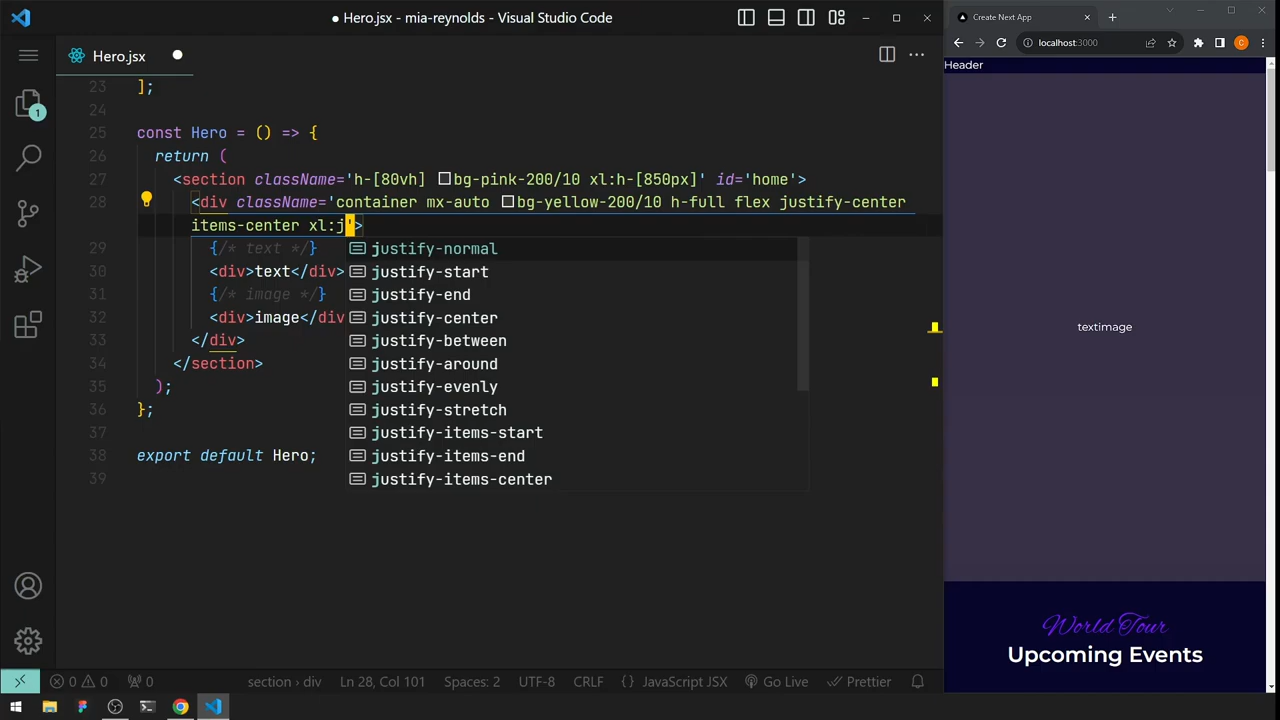 Hero.jsx - mia-reynolds - Visual Studio Code
Hero.jsx
1
23 ];
24
25 const Hero = () => {
26 return (
27 <section className='h-[80vh] bg-pink-200/10 xl:h-[850px]' id='home'>
28 <div className='container mx-auto bg-yellow-200/10 h-full flex justify-center
items-center xl:j'>
29 {/* text */}
30 <div>text</div>
31 {/* image */}
32 <div>image</div
33 </div>
34 </section>
35 );
36 };
37
38 export default Hero;
39
justify-normal
justify-start
justify-end
justify-center
justify-between
justify-around
justify-evenly
justify-stretch
justify-items-start
justify-items-end
justify-items-center
0 0 0 section > div Ln 28, Col 101 Spaces: 2 UTF-8 CRLF {} JavaScript JSX Go Live Prettier
Create Next App
localhost:3000
C
Header
textimage
World Tour
Upcoming Events